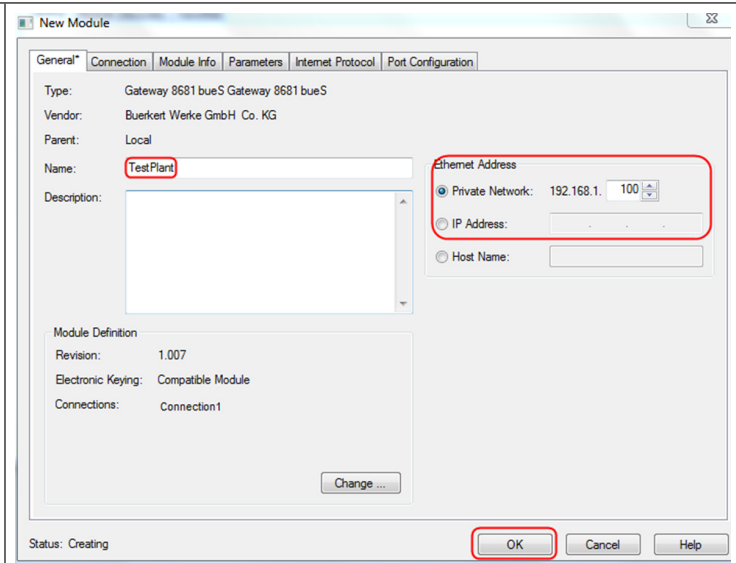 New Module
General* Connection Module Info Parameters Internet Protocol Port Configuration
Type: Gateway 8681 bueS Gateway 8681 bueS
Vendor: Buerkert Werke GmbH Co. KG
Parent: Local
Name: TestPlant
Description:
Ethernet Address
Private Network: 192.168.1. 100
IP Address: . . .
Host Name:
Module Definition
Revision: 1.007
Electronic Keying: Compatible Module
Connections: Connection1
Change ...
Status: Creating
OK Cancel Help